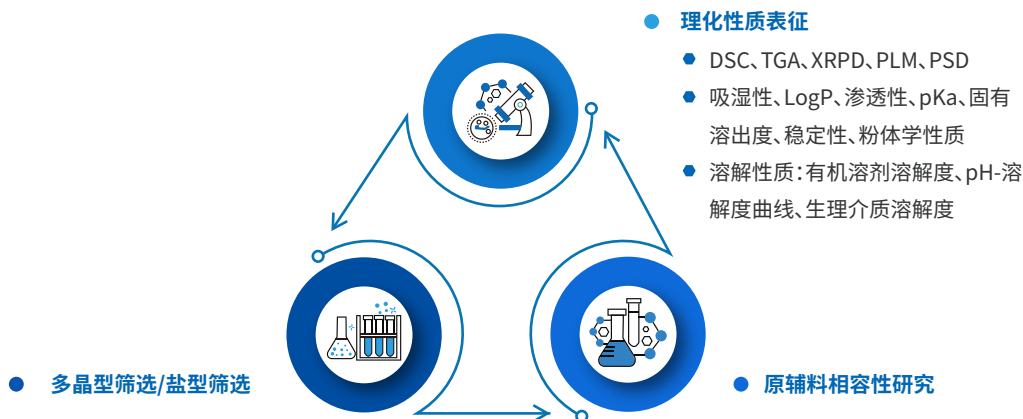 理化性质表征
DSC、TGA、XRPD、PLM、PSD
吸湿性、LogP、渗透性、pKa、固有
溶出度、稳定性、粉体学性质
溶解性质：有机溶剂溶解度、pH-溶
解度曲线、生理介质溶解度
多晶型筛选/盐型筛选
原辅料相容性研究